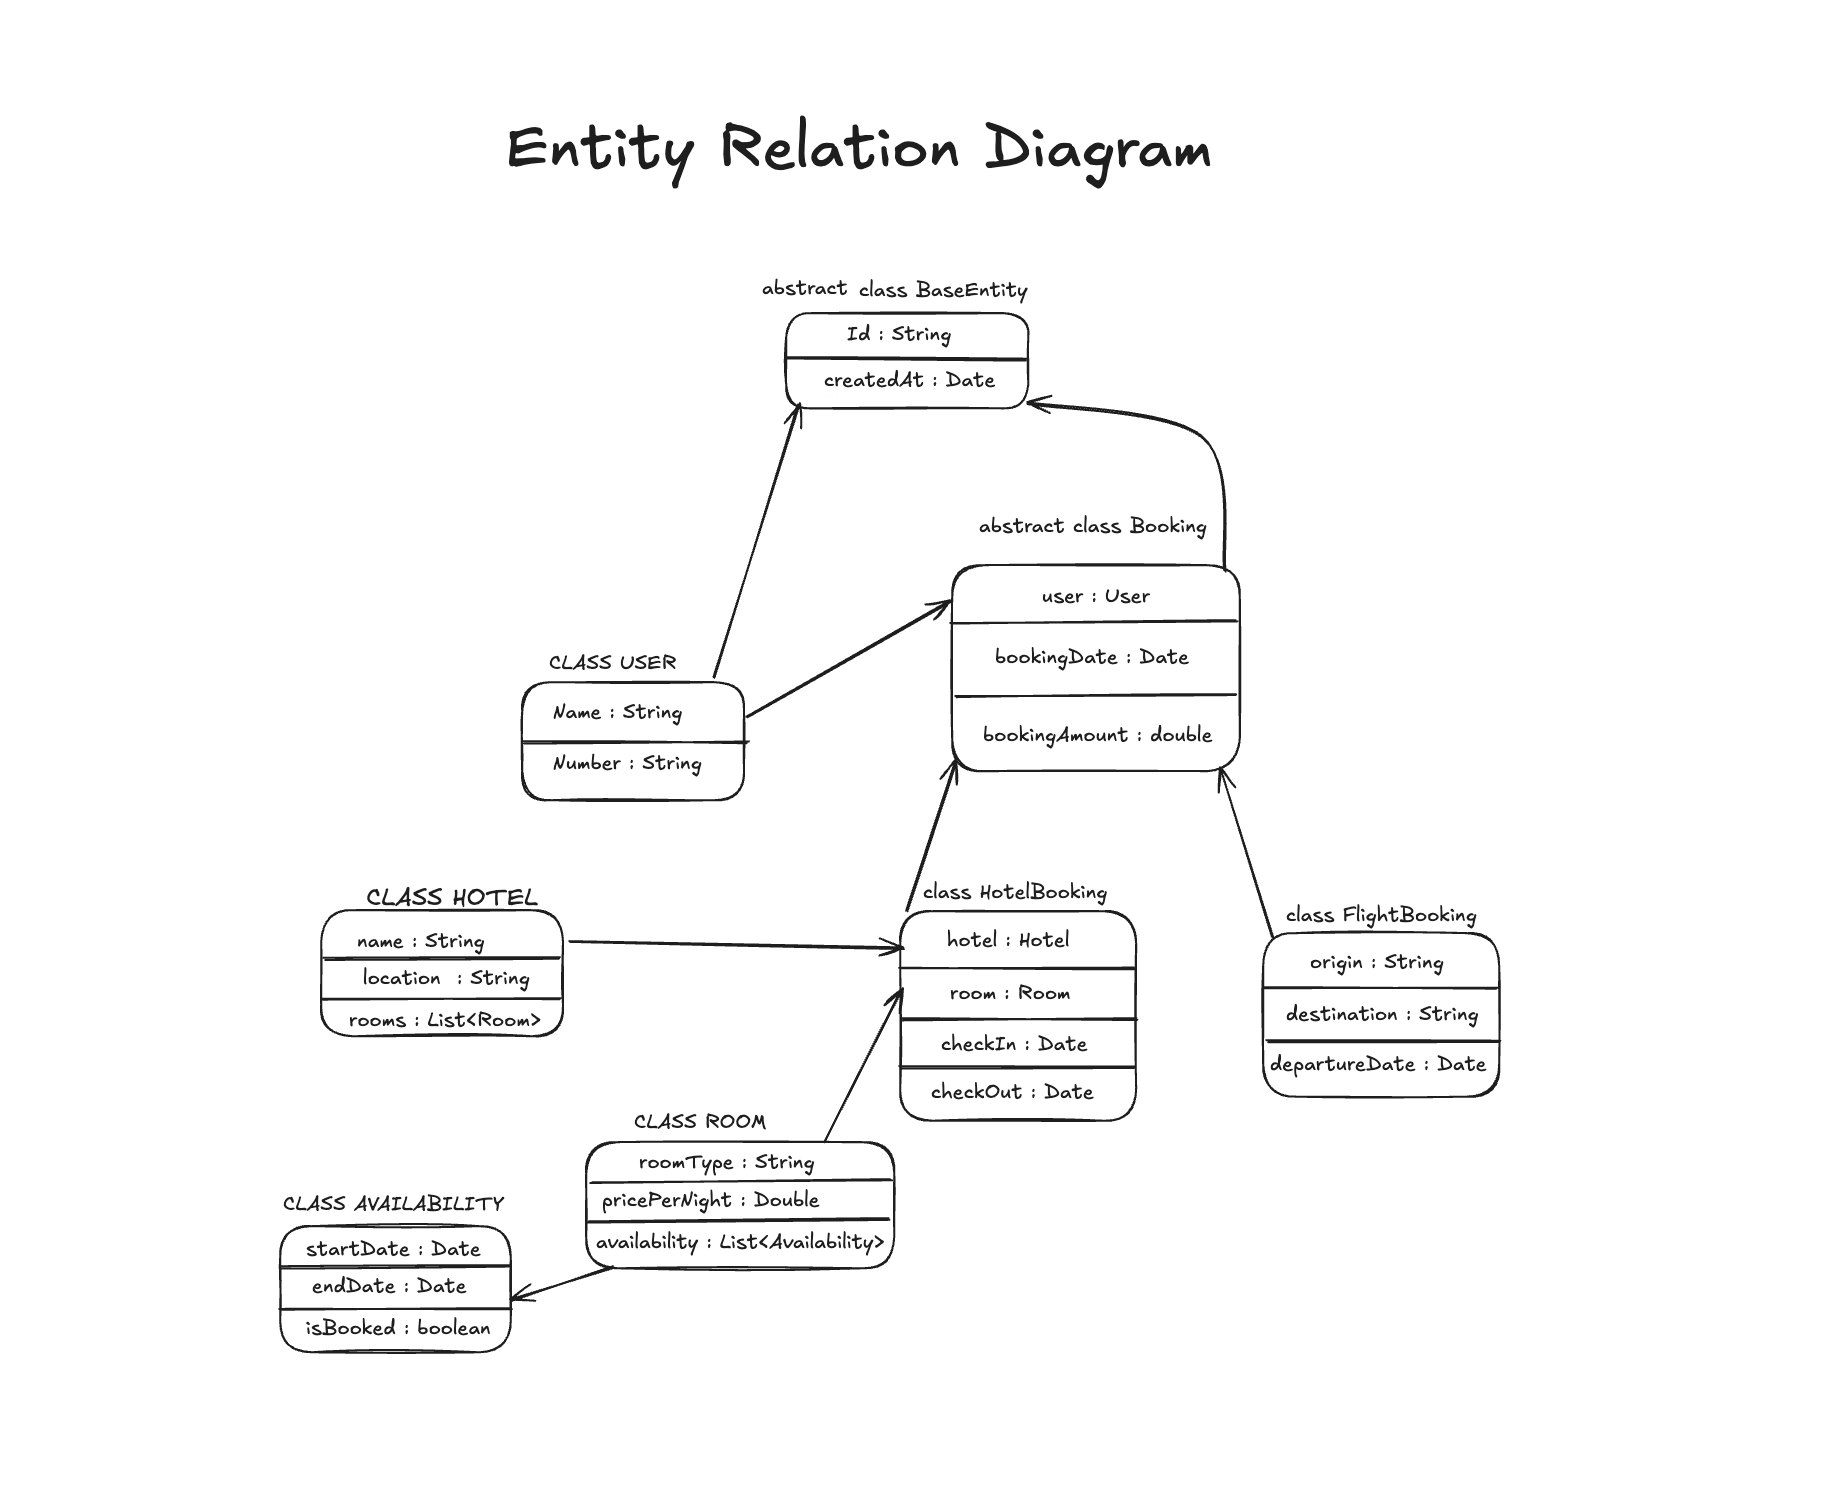 Entity Relation Diagram
abstract class BaseEntity
Id : String
createdAt : Date
abstract class Booking
user : User
bookingDate : Date
bookingAmount : double
CLASS USER
Name : String
Number : String
CLASS HOTEL
name : String
location : String
rooms : List<Room>
class HotelBooking
hotel : Hotel
room : Room
checkIn : Date
checkOut : Date
class FlightBooking
origin : String
destination : String
departureDate : Date
CLASS ROOM
roomType : String
pricePerNight : Double
availability : List<Availability>
CLASS AVAILABILITY
startDate : Date
endDate : Date
isBooked : boolean